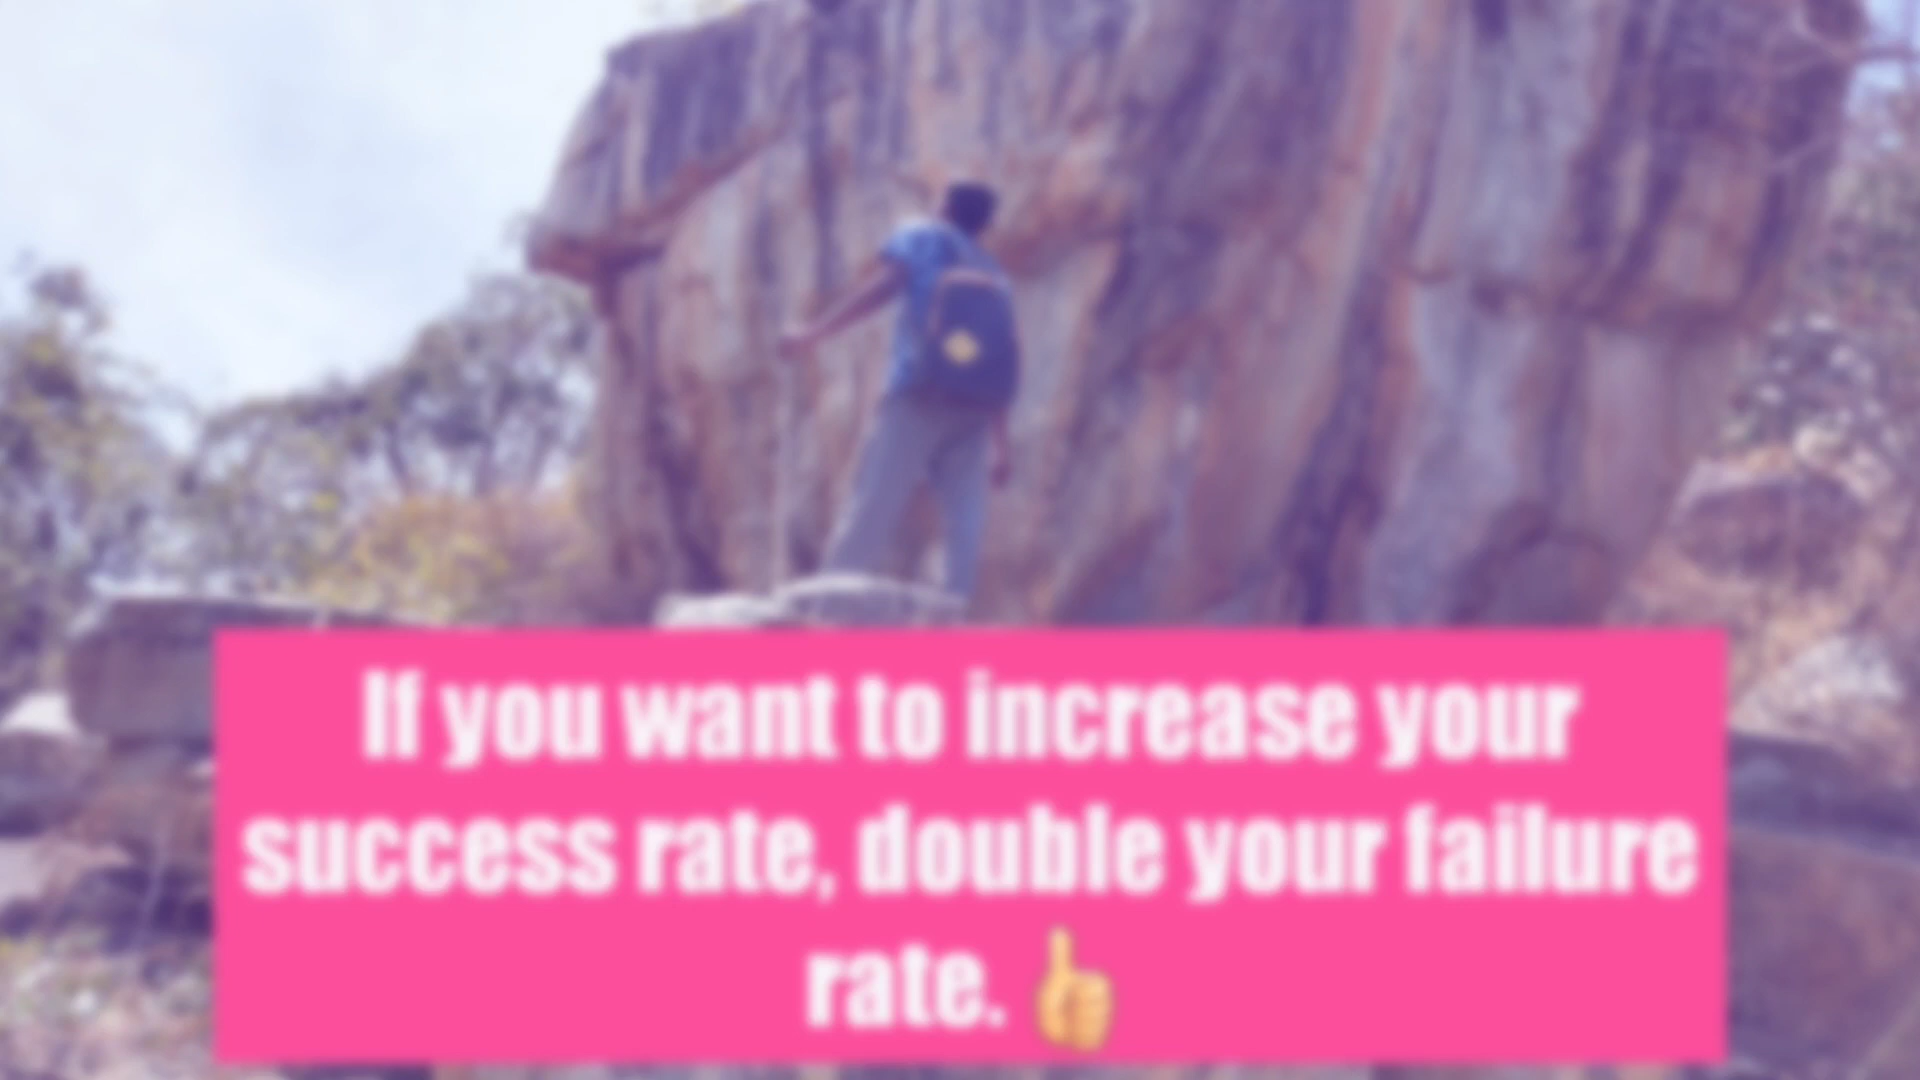 If you want to increase your
success rate, double your failure
rate. 👍